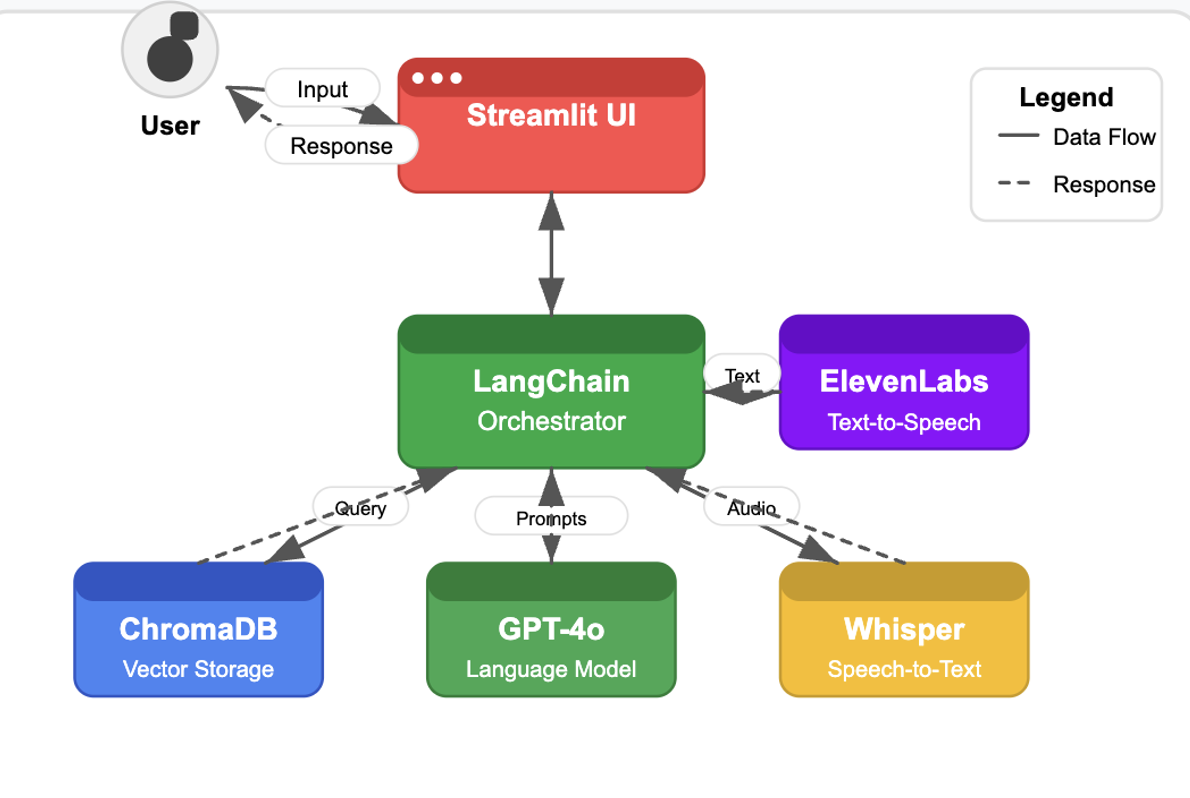 User
Input
Response
Streamlit UI
Legend
Data Flow
Response
LangChain
Orchestrator
Text
ElevenLabs
Text-to-Speech
Query
Prompts
Audio
ChromaDB
Vector Storage
GPT-4o
Language Model
Whisper
Speech-to-Text